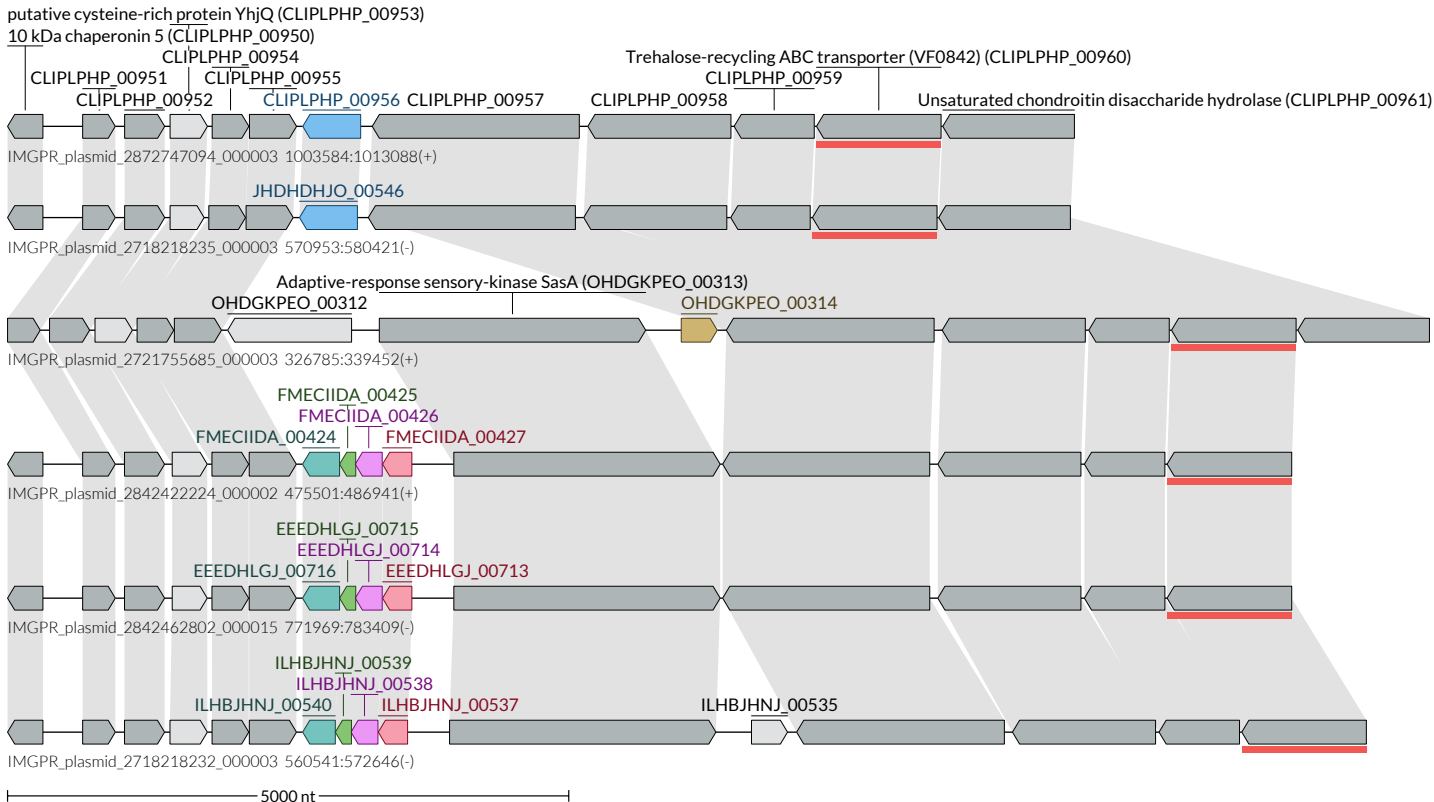 putative cysteine-rich protein YhjQ (CLIPLPHP_00953)
10 kDa chaperonin 5 (CLIPLPHP_00950)
CLIPLPHP_00954
Trehalose-recycling ABC transporter (VF0842) (CLIPLPHP_00960)
CLIPLPHP_00951
CLIPLPHP_00955
CLIPLPHP_00959
CLIPLPHP_00952
CLIPLPHP_00956
CLIPLPHP_00957
CLIPLPHP_00958
Unsaturated chondroitin disaccharide hydrolase (CLIPLPHP_00961)
IMGPR_plasmid_2872747094_000003 1003584:1013088(+)
JHDHDHJO_00546
IMGPR_plasmid_2718218235_000003 570953:580421(-)
Adaptive-response sensory-kinase SasA (OHDGKPEO_00313)
OHDGKPEO_00312
OHDGKPEO_00314
IMGPR_plasmid_2721755685_000003 326785:339452(+)
FMECIIDA_00425
FMECIIDA_00426
FMECIIDA_00424
FMECIIDA_00427
IMGPR_plasmid_2842422224_000002 475501:486941(+)
EEEDHLGJ_00715
EEEDHLGJ_00714
EEEDHLGJ_00716
EEEDHLGJ_00713
IMGPR_plasmid_2842462802_000015 771969:783409(-)
ILHBJHNJ_00539
ILHBJHNJ_00538
ILHBJHNJ_00540
ILHBJHNJ_00537
ILHBJHNJ_00535
IMGPR_plasmid_2718218232_000003 560541:572646(-)
5000 nt